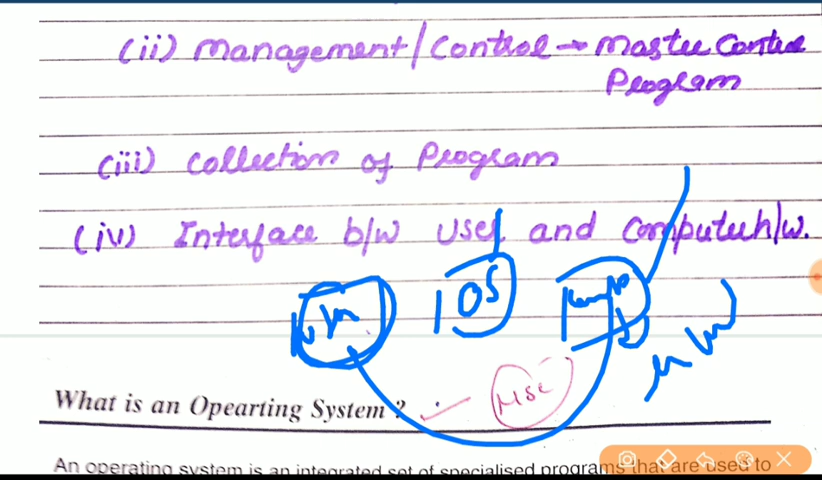 (ii) Management/Control → Master Control
Program
(iii) Collection of Program
(iv) Interface b/w User and Computer h/w.
OS
What is an Opearting System ?
An operating system is an integrated set of specialised programs that are used to